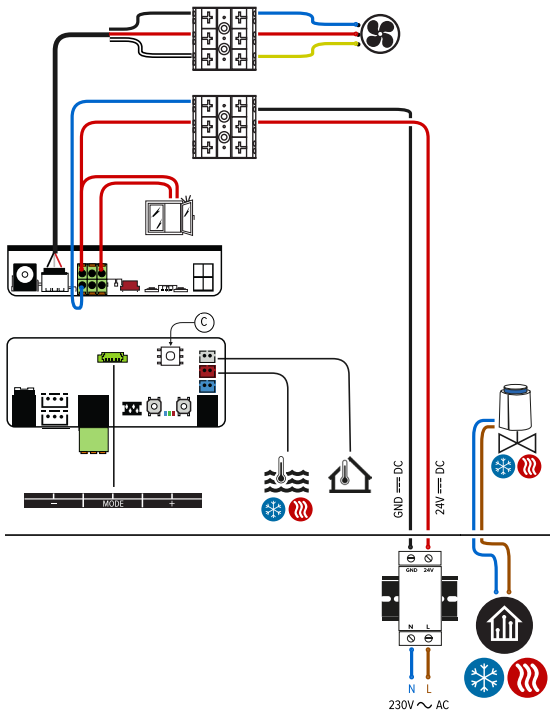 C
− MODE +
GND ⎓ DC
24V ⎓ DC
GND 24V
N L
N L
230V ~ AC